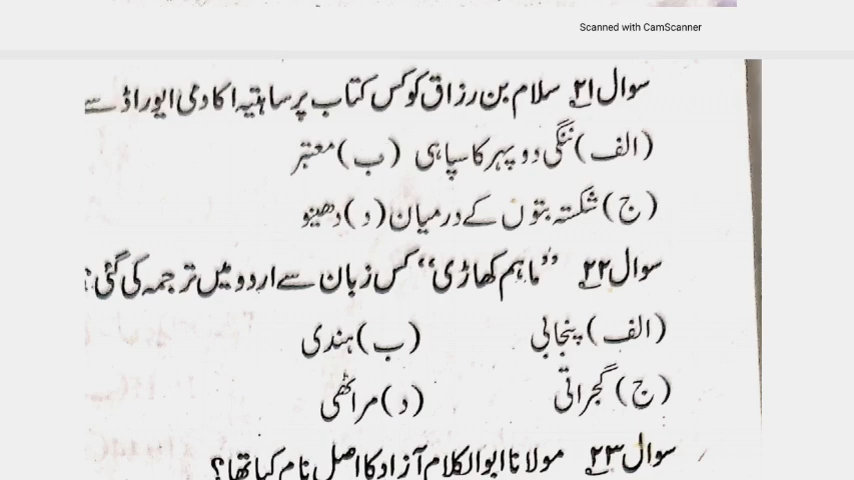 Scanned with CamScanner
سوال ۲۱ سلام بن رزاق کو کس کتاب پر ساہتیہ اکادمی ایوراڈ سے
(الف) ننگی دوپہر کا سپاہی (ب) معتبر
(ج) شکستہ بتوں کے درمیان (د) دھینو
سوال ۲۲ ”ماہم کھاڑی“ کس زبان سے اردو میں ترجمہ کی گئی
(الف) پنجابی (ب) ہندی
(ج) گجراتی (د) مراٹھی
سوال ۲۳ مولانا ابوالکلام آزاد کا اصل نام کیا تھا؟